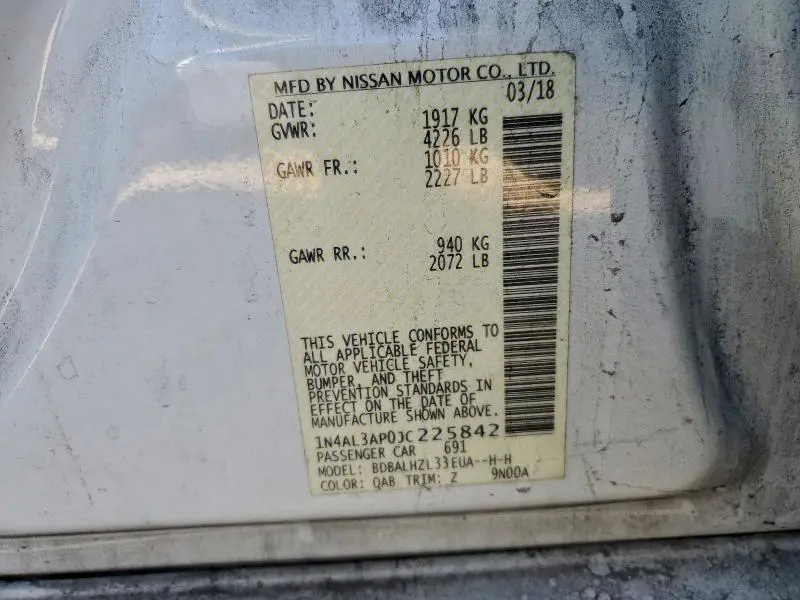 MFD BY NISSAN MOTOR CO., LTD.
DATE: 03/18
GVWR: 1917 KG
4226 LB
GAWR FR.: 1010 KG
2227 LB
GAWR RR.: 940 KG
2072 LB
THIS VEHICLE CONFORMS TO
ALL APPLICABLE FEDERAL
MOTOR VEHICLE SAFETY,
BUMPER, AND THEFT
PREVENTION STANDARDS IN
EFFECT ON THE DATE OF
MANUFACTURE SHOWN ABOVE.
1N4AL3AP0JC225842
PASSENGER CAR 691
MODEL: BDBALHZL33EUA--H-H
COLOR: QAB TRIM: Z 9N00A